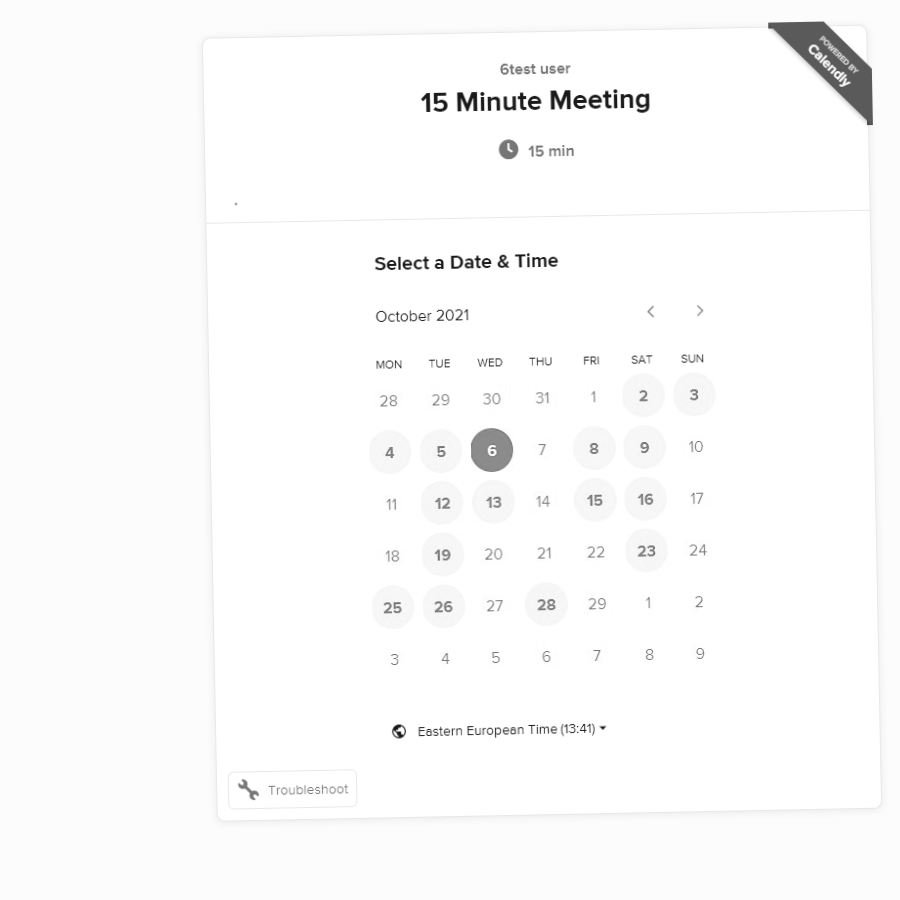 POWERED BY
Calendly
6test user
15 Minute Meeting
15 min
.
Select a Date & Time
October 2021
MON TUE WED THU FRI SAT SUN
28 29 30 31 1 2 3
4 5 6 7 8 9 10
11 12 13 14 15 16 17
18 19 20 21 22 23 24
25 26 27 28 29 1 2
3 4 5 6 7 8 9
Eastern European Time (13:41)
Troubleshoot